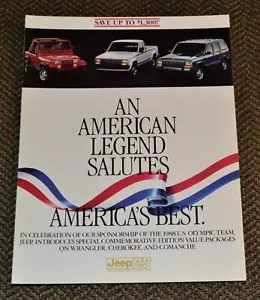 SAVE UP TO $1,500!
AN
AMERICAN
LEGEND
SALUTES
AMERICA'S BEST.
IN CELEBRATION OF OUR SPONSORSHIP OF THE 1988 U.S. OLYMPIC TEAM,
JEEP INTRODUCES SPECIAL COMMEMORATIVE EDITION VALUE PACKAGES
ON WRANGLER, CHEROKEE, AND COMANCHE.
Jeep